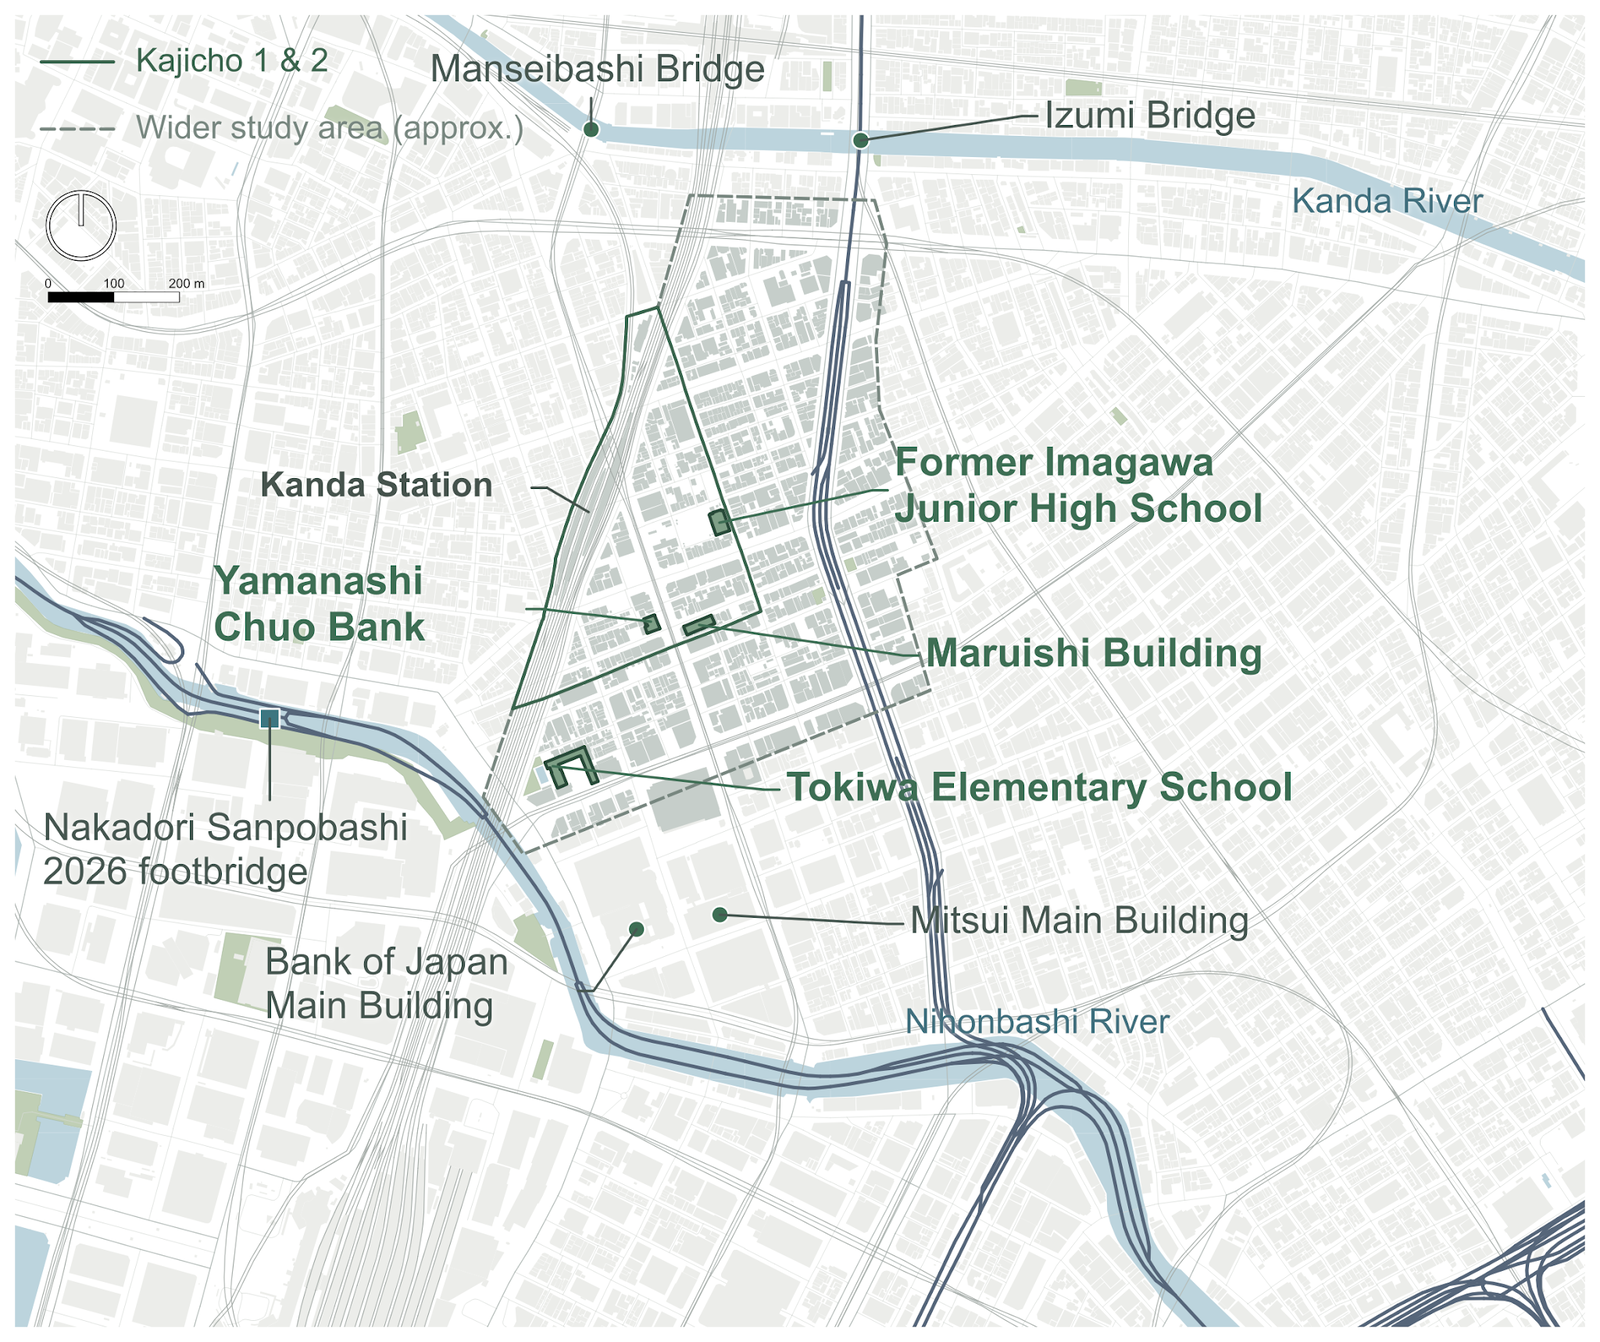 Kajicho 1 & 2
Manseibashi Bridge
Wider study area (approx.)
Izumi Bridge
Kanda River
0 100 200 m
Former Imagawa
Junior High School
Kanda Station
Yamanashi
Chuo Bank
Maruishi Building
Tokiwa Elementary School
Nakadori Sanpobashi
2026 footbridge
Mitsui Main Building
Bank of Japan
Main Building
Nihonbashi River